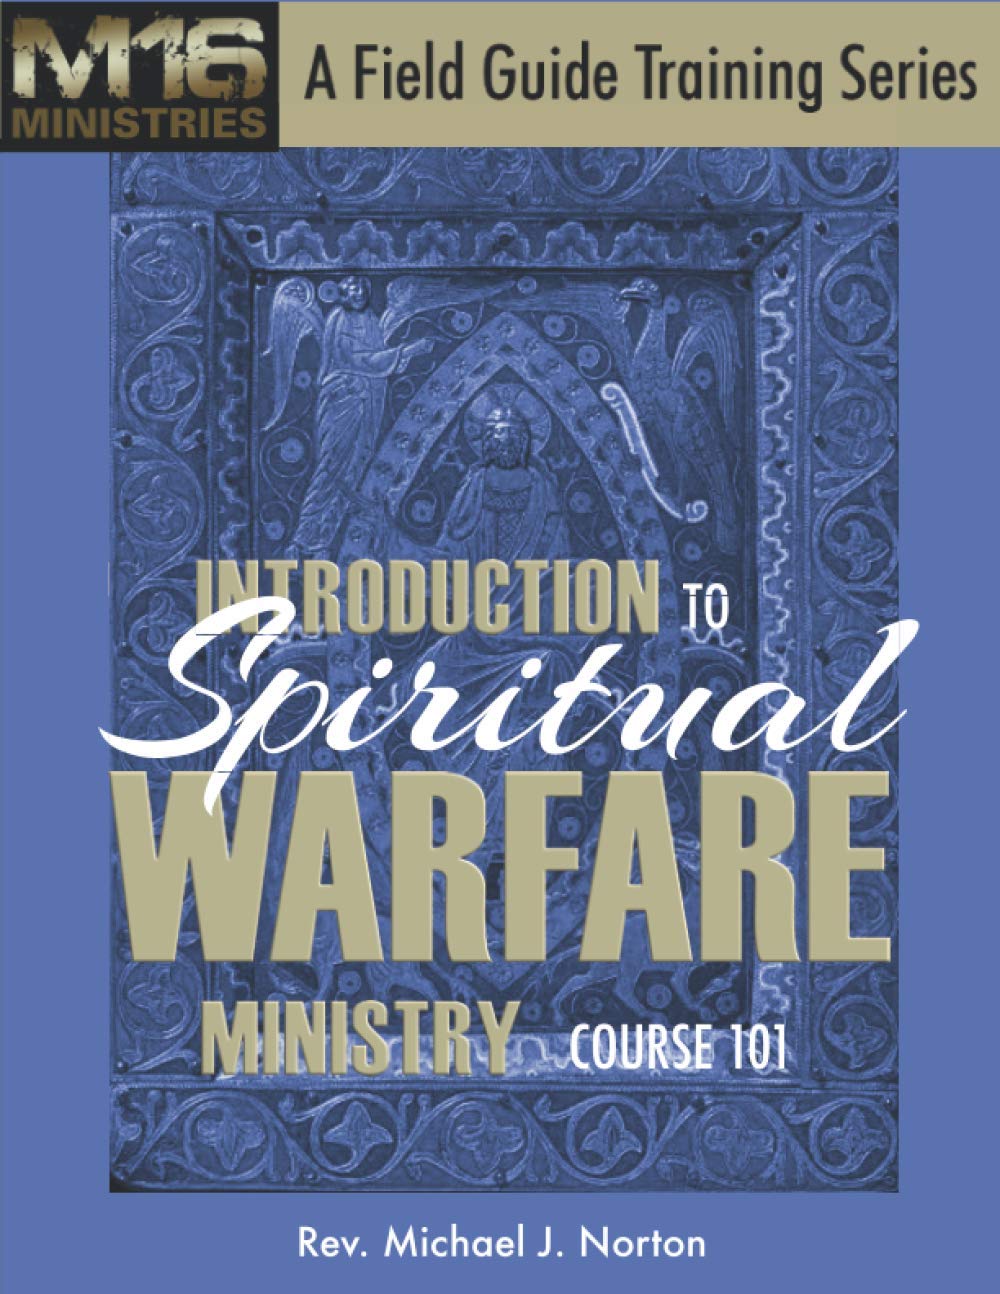 M16
MINISTRIES
A Field Guide Training Series
INTRODUCTION TO
Spiritual
WARFARE
MINISTRY COURSE 101
Rev. Michael J. Norton